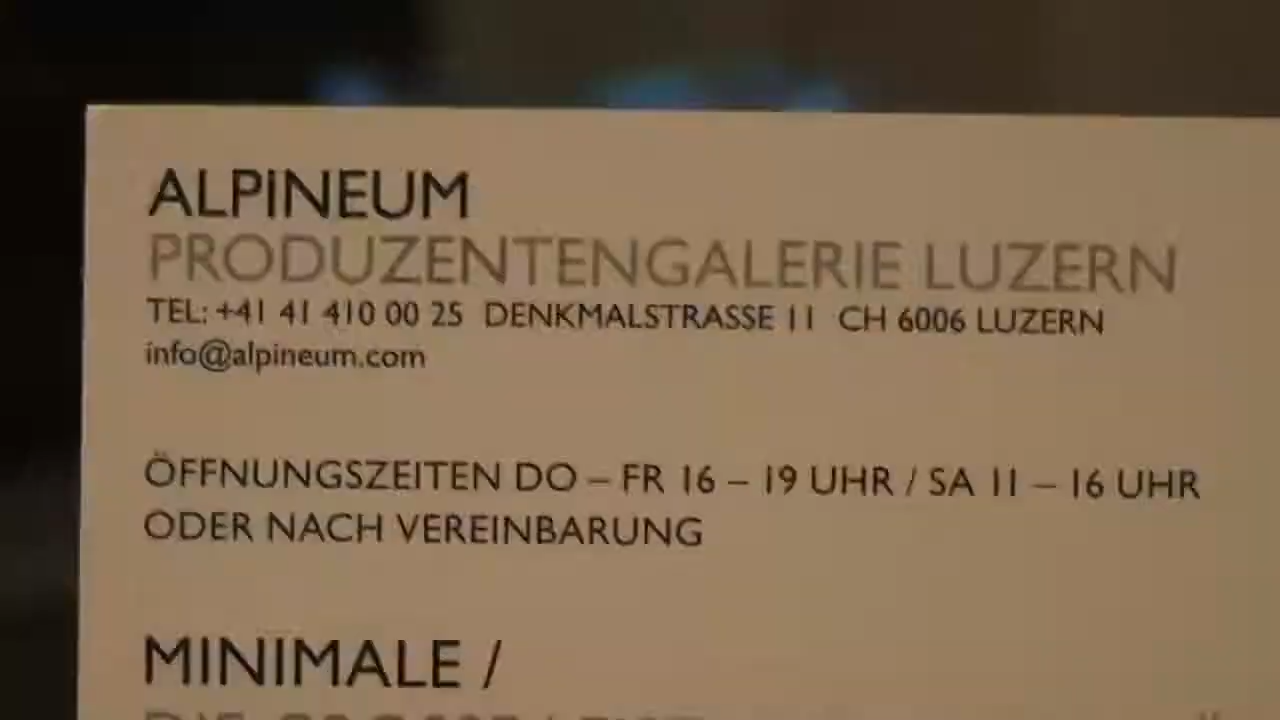 ALPINEUM
PRODUZENTENGALERIE LUZERN
TEL: +41 41 410 00 25 DENKMALSTRASSE 11 CH 6006 LUZERN
info@alpineum.com
ÖFFNUNGSZEITEN DO – FR 16 – 19 UHR / SA 11 – 16 UHR
ODER NACH VEREINBARUNG
MINIMALE /